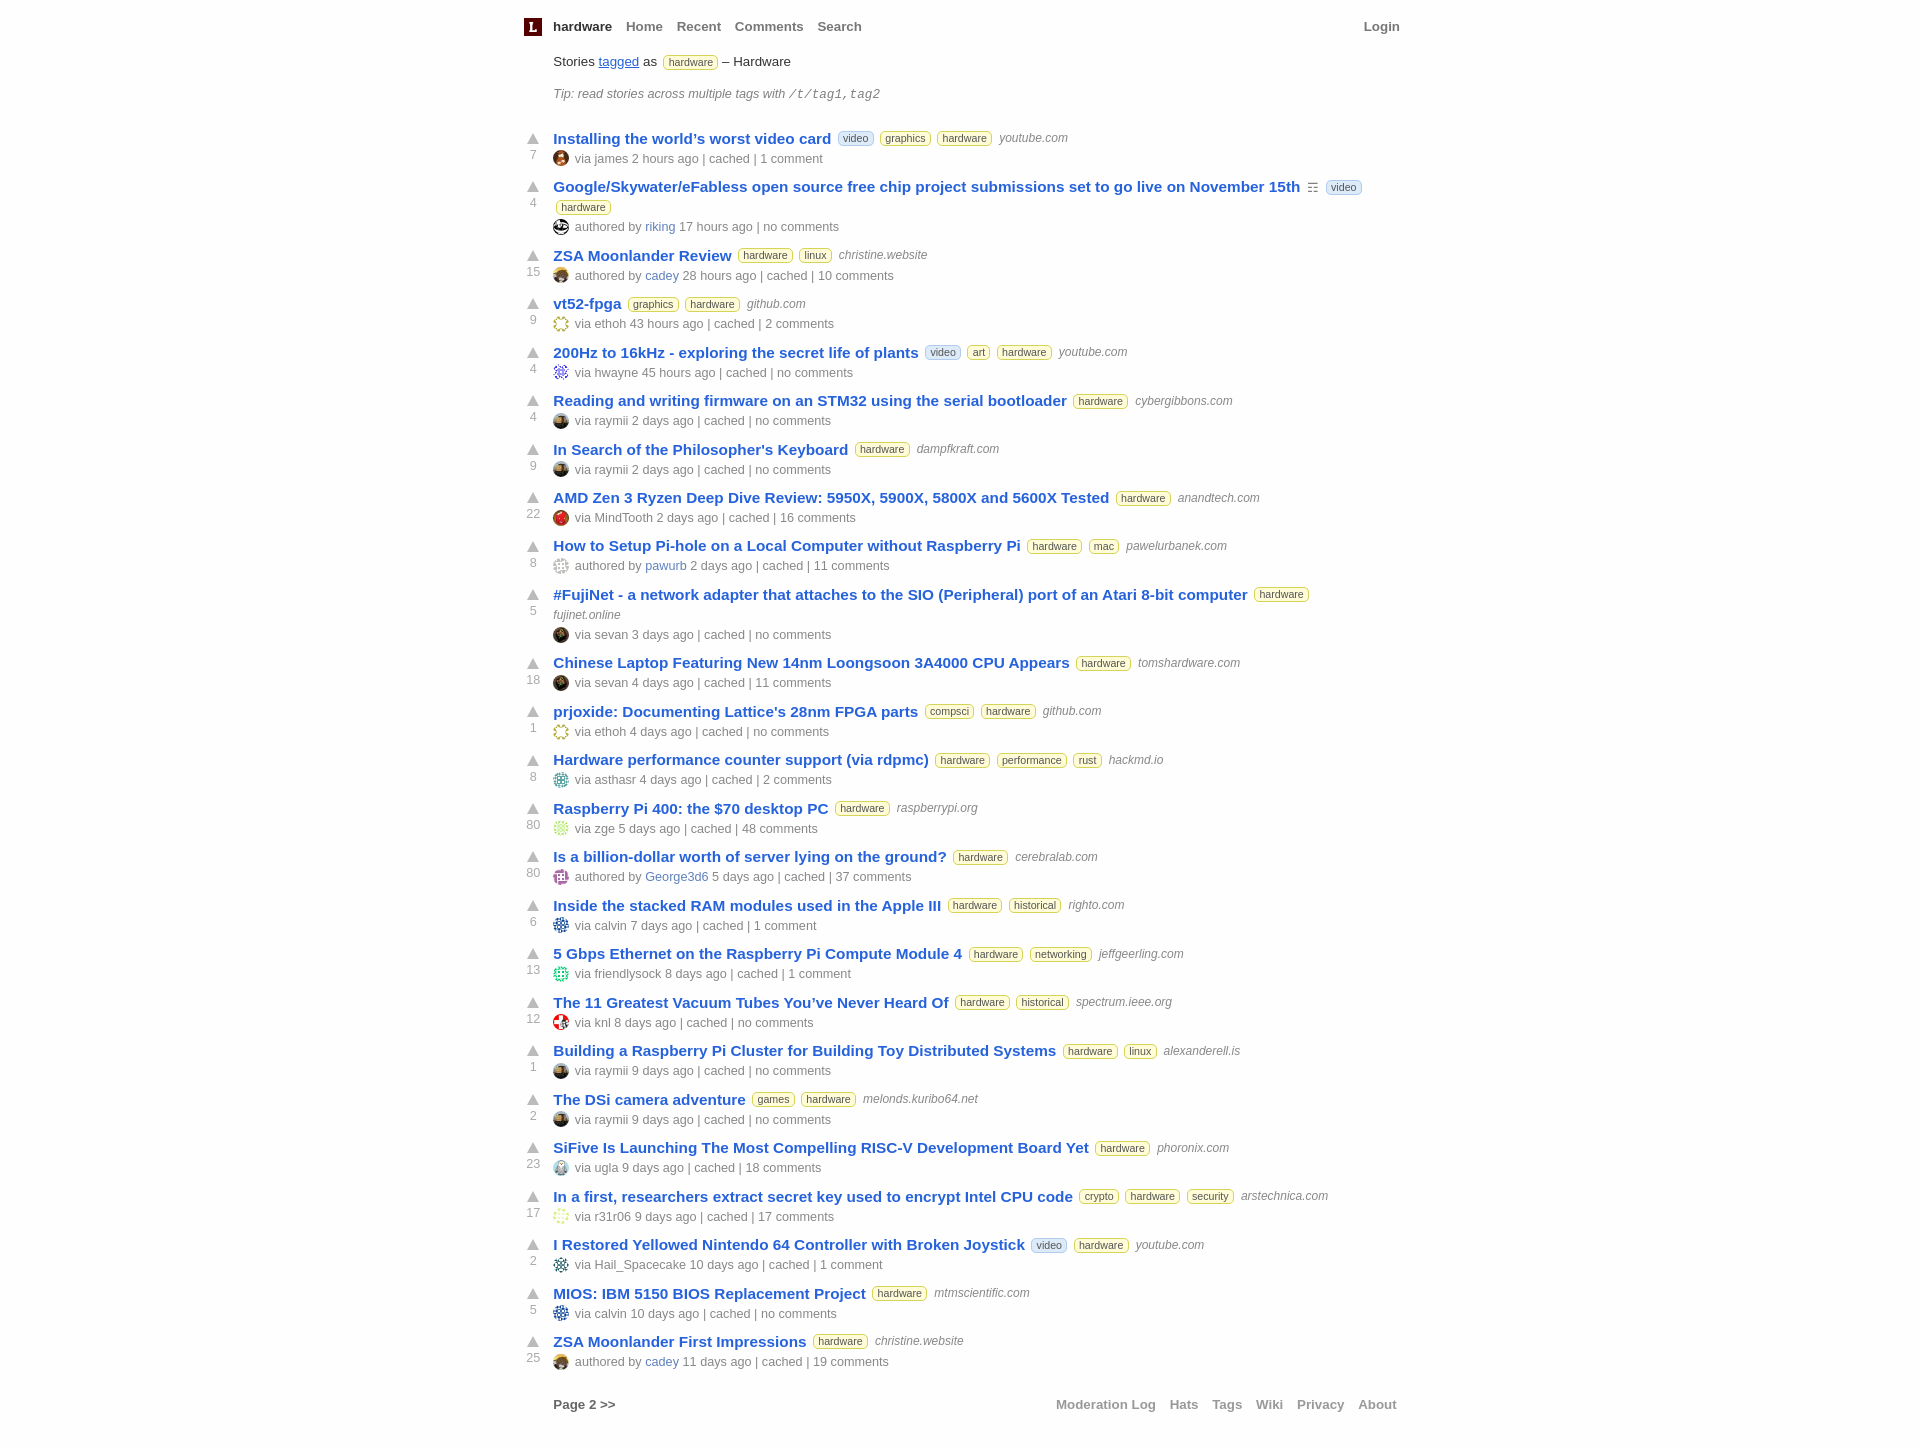 L hardware Home Recent Comments Search Login
Stories tagged as hardware – Hardware
Tip: read stories across multiple tags with /t/tag1,tag2
Installing the world’s worst video card video graphics hardware youtube.com
7 via james 2 hours ago | cached | 1 comment
Google/Skywater/eFabless open source free chip project submissions set to go live on November 15th ☶ video
4 hardware
authored by riking 17 hours ago | no comments
ZSA Moonlander Review hardware linux christine.website
15 authored by cadey 28 hours ago | cached | 10 comments
vt52-fpga graphics hardware github.com
9 via ethoh 43 hours ago | cached | 2 comments
200Hz to 16kHz - exploring the secret life of plants video art hardware youtube.com
4 via hwayne 45 hours ago | cached | no comments
Reading and writing firmware on an STM32 using the serial bootloader hardware cybergibbons.com
4 via raymii 2 days ago | cached | no comments
In Search of the Philosopher's Keyboard hardware dampfkraft.com
9 via raymii 2 days ago | cached | no comments
AMD Zen 3 Ryzen Deep Dive Review: 5950X, 5900X, 5800X and 5600X Tested hardware anandtech.com
22 via MindTooth 2 days ago | cached | 16 comments
How to Setup Pi-hole on a Local Computer without Raspberry Pi hardware mac pawelurbanek.com
8 authored by pawurb 2 days ago | cached | 11 comments
#FujiNet - a network adapter that attaches to the SIO (Peripheral) port of an Atari 8-bit computer hardware
5 fujinet.online
via sevan 3 days ago | cached | no comments
Chinese Laptop Featuring New 14nm Loongsoon 3A4000 CPU Appears hardware tomshardware.com
18 via sevan 4 days ago | cached | 11 comments
prjoxide: Documenting Lattice's 28nm FPGA parts compsci hardware github.com
1 via ethoh 4 days ago | cached | no comments
Hardware performance counter support (via rdpmc) hardware performance rust hackmd.io
8 via asthasr 4 days ago | cached | 2 comments
Raspberry Pi 400: the $70 desktop PC hardware raspberrypi.org
80 via zge 5 days ago | cached | 48 comments
Is a billion-dollar worth of server lying on the ground? hardware cerebralab.com
80 authored by George3d6 5 days ago | cached | 37 comments
Inside the stacked RAM modules used in the Apple III hardware historical righto.com
6 via calvin 7 days ago | cached | 1 comment
5 Gbps Ethernet on the Raspberry Pi Compute Module 4 hardware networking jeffgeerling.com
13 via friendlysock 8 days ago | cached | 1 comment
The 11 Greatest Vacuum Tubes You’ve Never Heard Of hardware historical spectrum.ieee.org
12 via knl 8 days ago | cached | no comments
Building a Raspberry Pi Cluster for Building Toy Distributed Systems hardware linux alexanderell.is
1 via raymii 9 days ago | cached | no comments
The DSi camera adventure games hardware melonds.kuribo64.net
2 via raymii 9 days ago | cached | no comments
SiFive Is Launching The Most Compelling RISC-V Development Board Yet hardware phoronix.com
23 via ugla 9 days ago | cached | 18 comments
In a first, researchers extract secret key used to encrypt Intel CPU code crypto hardware security arstechnica.com
17 via r31r06 9 days ago | cached | 17 comments
I Restored Yellowed Nintendo 64 Controller with Broken Joystick video hardware youtube.com
2 via Hail_Spacecake 10 days ago | cached | 1 comment
MIOS: IBM 5150 BIOS Replacement Project hardware mtmscientific.com
5 via calvin 10 days ago | cached | no comments
ZSA Moonlander First Impressions hardware christine.website
25 authored by cadey 11 days ago | cached | 19 comments
Page 2 >> Moderation Log Hats Tags Wiki Privacy About